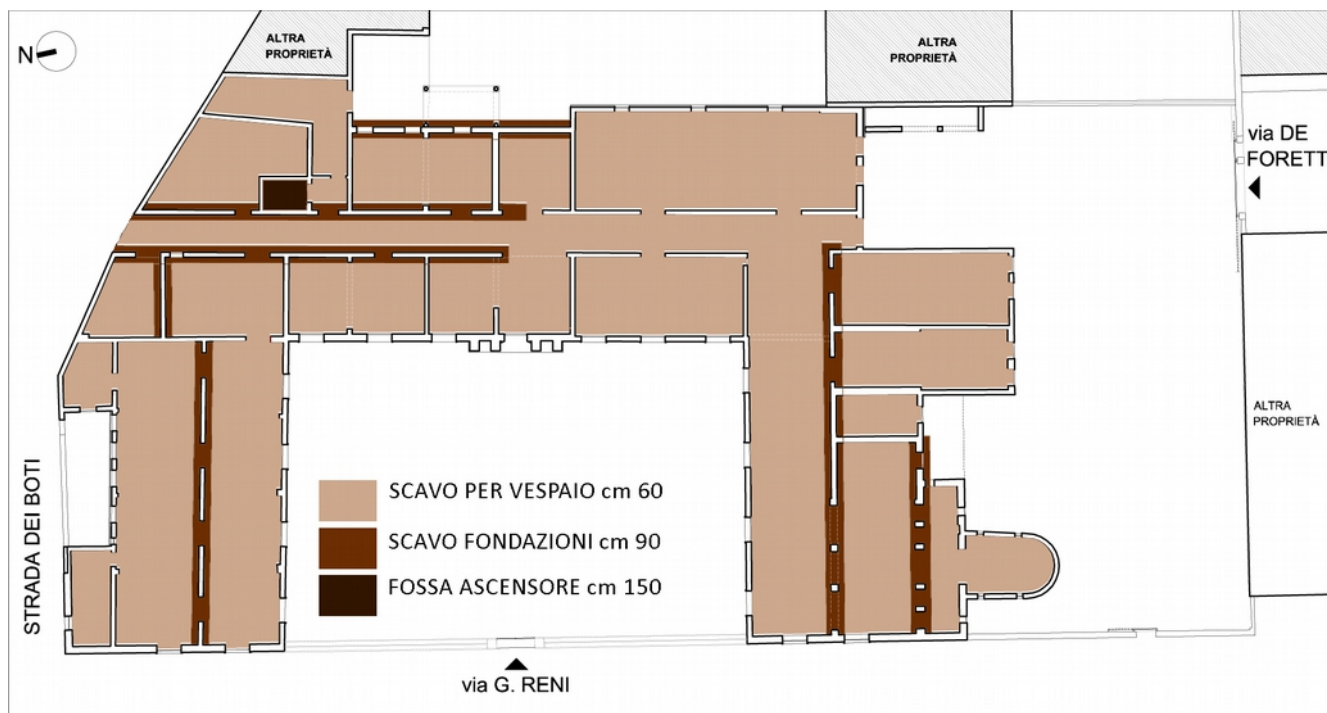 N
ALTRA
PROPRIETÀ
ALTRA
PROPRIETÀ
via DE
FORETT
ALTRA
PROPRIETÀ
STRADA DEI BOTI
SCAVO PER VESPAIO cm 60
SCAVO FONDAZIONI cm 90
FOSSA ASCENSORE cm 150
via G. RENI